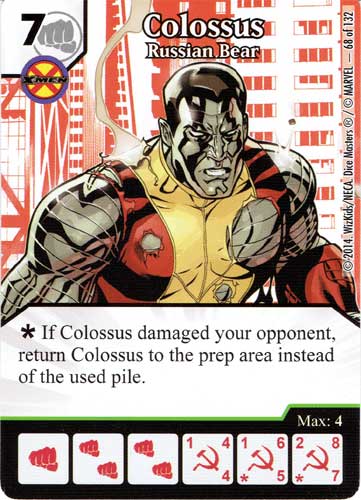 7
Colossus
Russian Bear
X-MEN
©2014. WizKids/NECA, Dice Masters ® / © MARVEL — 68 of 132
* If Colossus damaged your opponent,
return Colossus to the prep area instead
of the used pile.
Max: 4
1 4 4
1 6 * 5
2 8 * 7